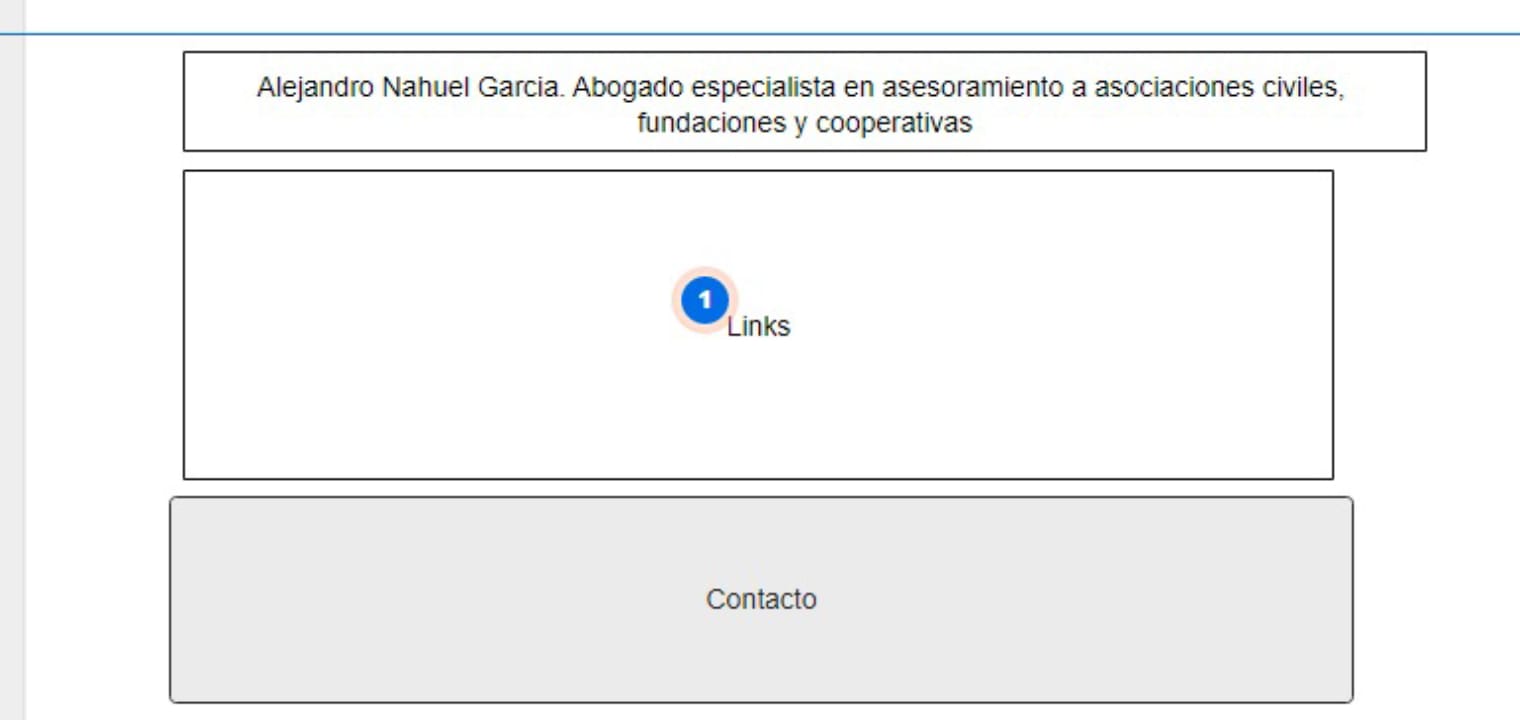 Alejandro Nahuel Garcia. Abogado especialista en asesoramiento a asociaciones civiles,
fundaciones y cooperativas
1
Links
Contacto